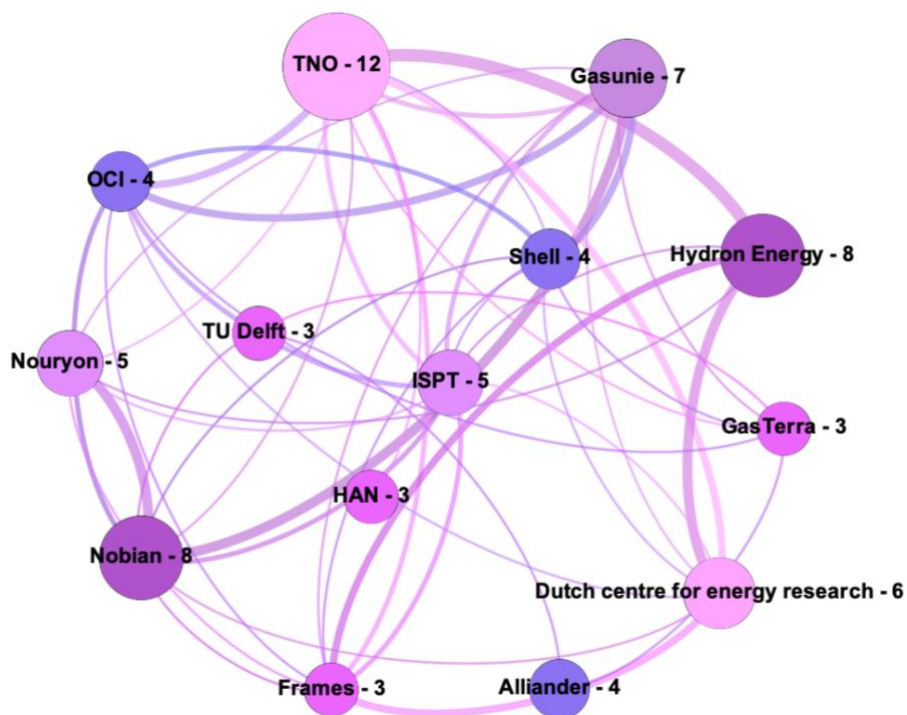 TNO - 12
Gasunie - 7
OCI - 4
Shell - 4
Hydron Energy - 8
TU Delft - 3
Nouryon - 5
ISPT - 5
GasTerra - 3
HAN - 3
Nobian - 8
Dutch centre for energy research - 6
Frames - 3
Alliander - 4